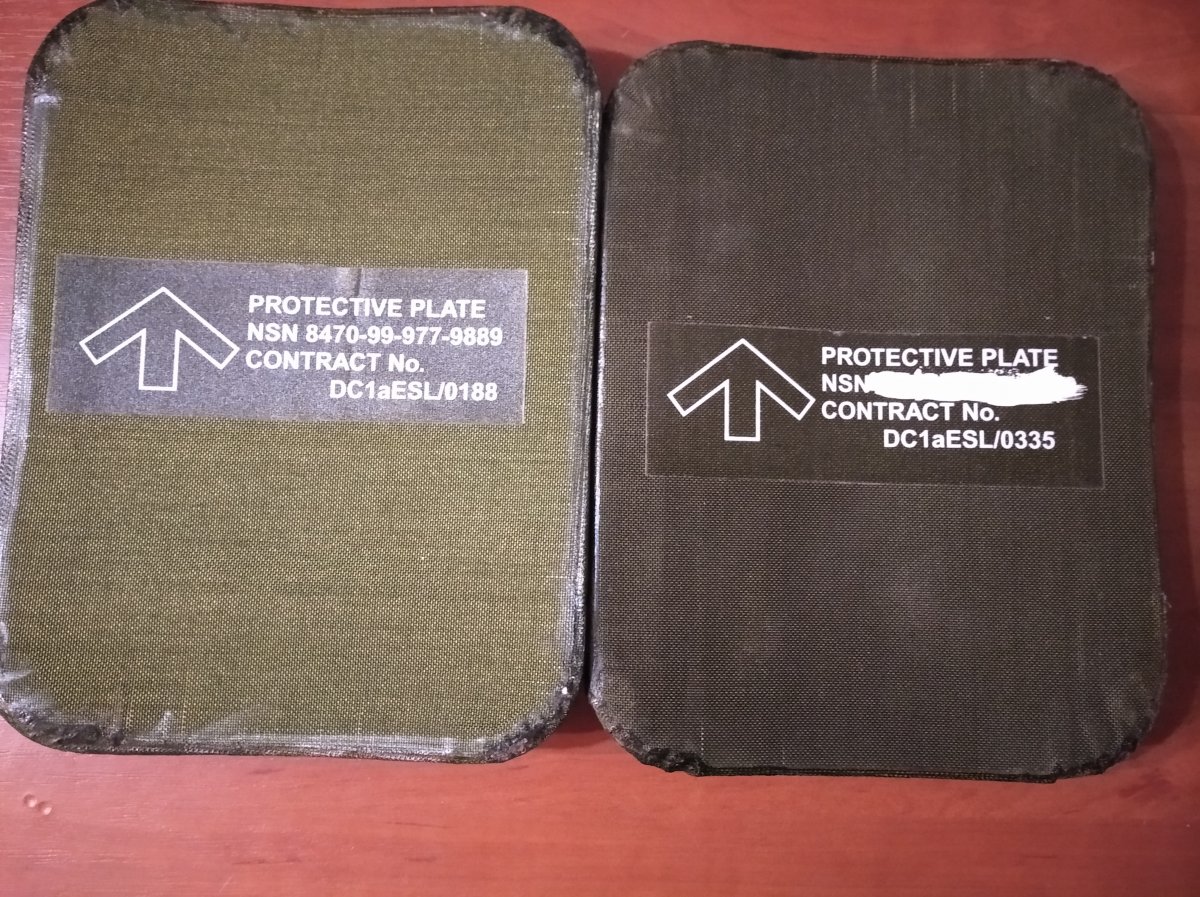 PROTECTIVE PLATE
NSN 8470-99-977-9889
CONTRACT No.
DC1aESL/0188
PROTECTIVE PLATE
NSN
CONTRACT No.
DC1aESL/0335